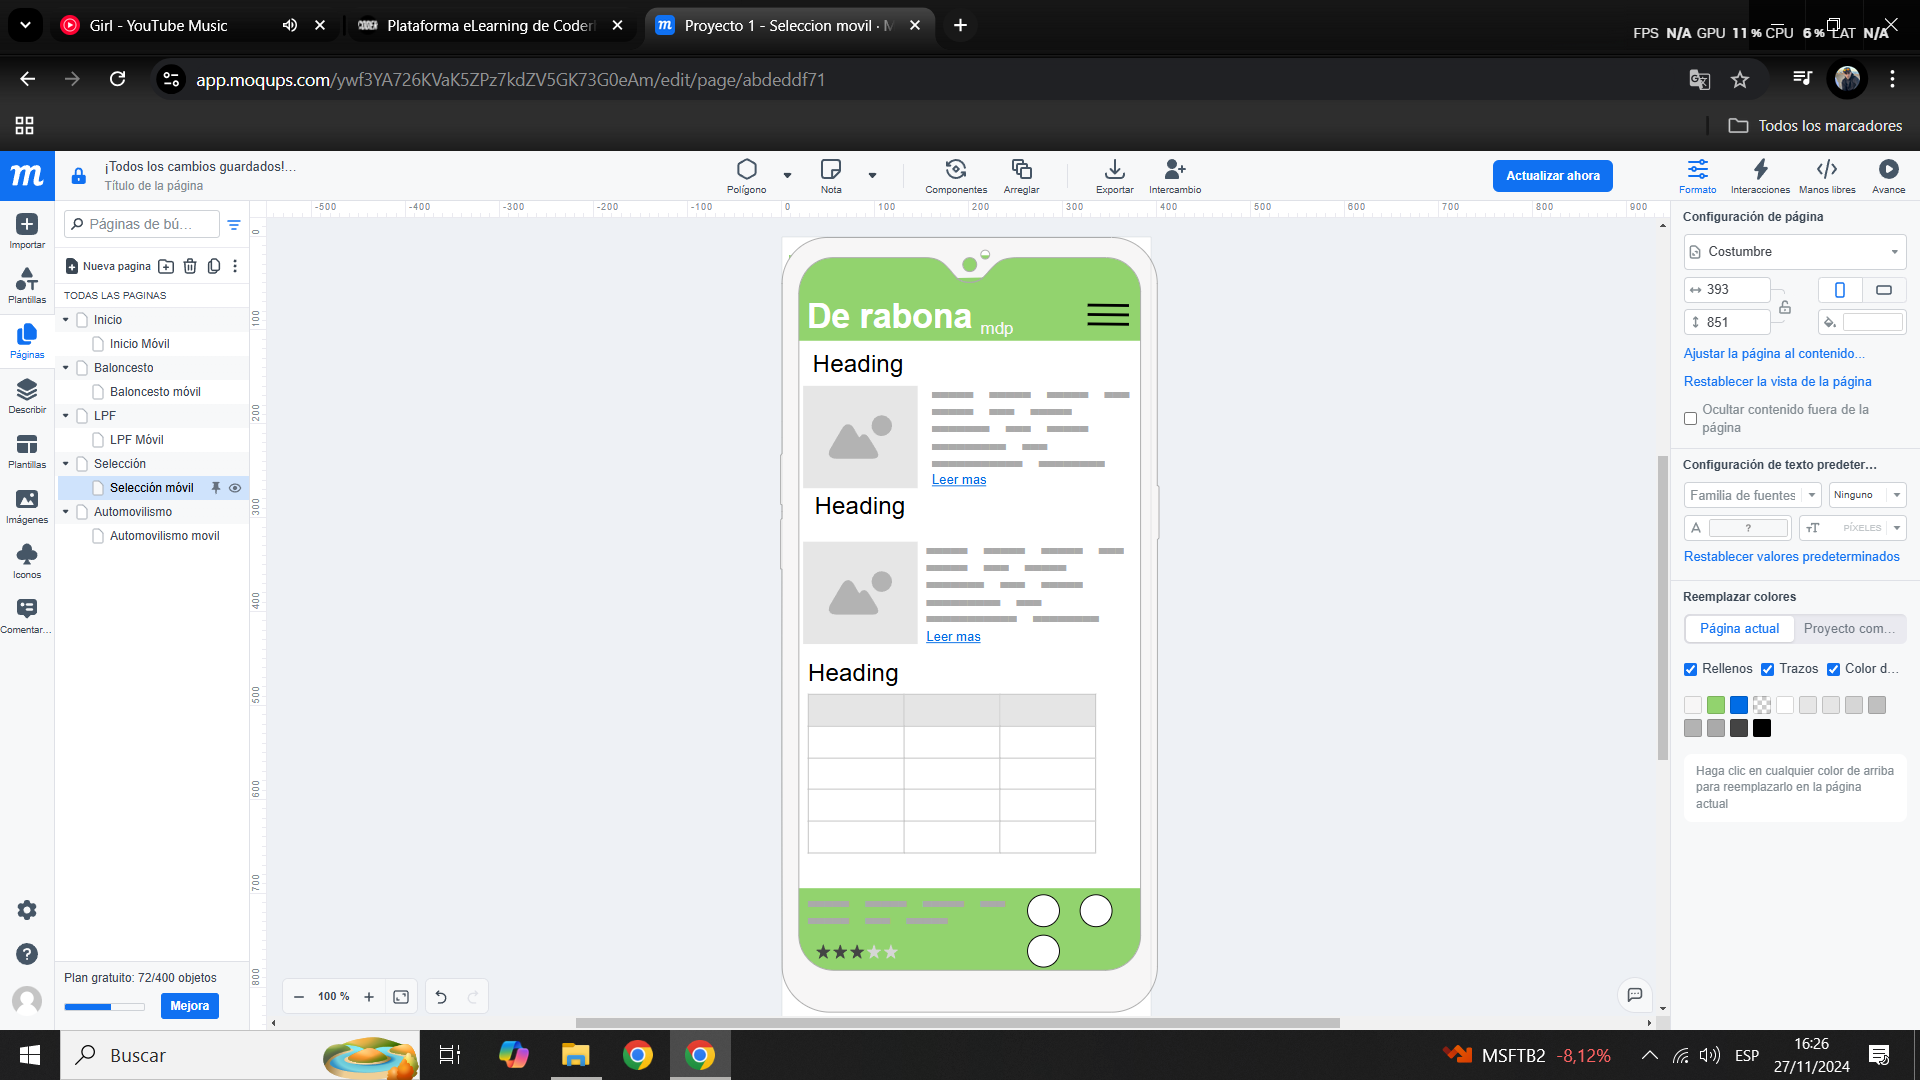 Girl - YouTube Music
Plataforma eLearning de Coderl
Proyecto 1 - Seleccion movil · M
FPS N/A GPU 11 % CPU 6 % LAT N/A
app.moqups.com/ywf3YA726KVaK5ZPz7kdZV5GK73G0eAm/edit/page/abdeddf71
Todos los marcadores
¡Todos los cambios guardados!...
Título de la página
Polígono
Nota
Componentes
Arreglar
Exportar
Intercambio
Actualizar ahora
Formato
Interacciones
Manos libres
Avance
Importar
Plantillas
Páginas
Describir
Plantillas
Imágenes
Iconos
Comentar...
Páginas de bú...
Nueva pagina
TODAS LAS PAGINAS
Inicio
Inicio Móvil
Baloncesto
Baloncesto móvil
LPF
LPF Móvil
Selección
Selección móvil
Automovilismo
Automovilismo movil
Plan gratuito: 72/400 objetos
Mejora
-500 -400 -300 -200 -100 0 100 200 300 400 500 600 700 800 900
0
100
200
300
400
500
600
700
800
De rabona mdp
Heading
Leer mas
Heading
Leer mas
Heading
100 %
Configuración de página
Costumbre
393
851
Ajustar la página al contenido...
Restablecer la vista de la página
Ocultar contenido fuera de la
página
Configuración de texto predeter...
Familia de fuentes
Ninguno
A ?
TT PÍXELES
Restablecer valores predeterminados
Reemplazar colores
Página actual
Proyecto com...
Rellenos
Trazos
Color d...
Haga clic en cualquier color de arriba
para reemplazarlo en la página
actual
Buscar
MSFTB2 -8,12%
ESP
16:26
27/11/2024